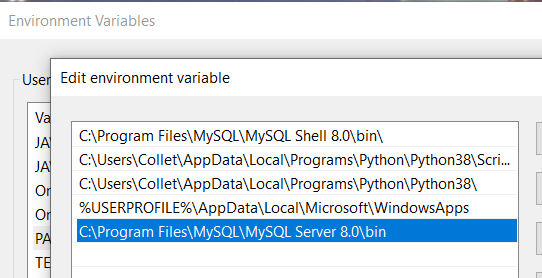 Environment Variables
Edit environment variable
User
Va
JA
JA
On
On
PA
TE
C:\Program Files\MySQL\MySQL Shell 8.0\bin\
C:\Users\Collet\AppData\Local\Programs\Python\Python38\Scri...
C:\Users\Collet\AppData\Local\Programs\Python\Python38\
%USERPROFILE%\AppData\Local\Microsoft\WindowsApps
C:\Program Files\MySQL\MySQL Server 8.0\bin